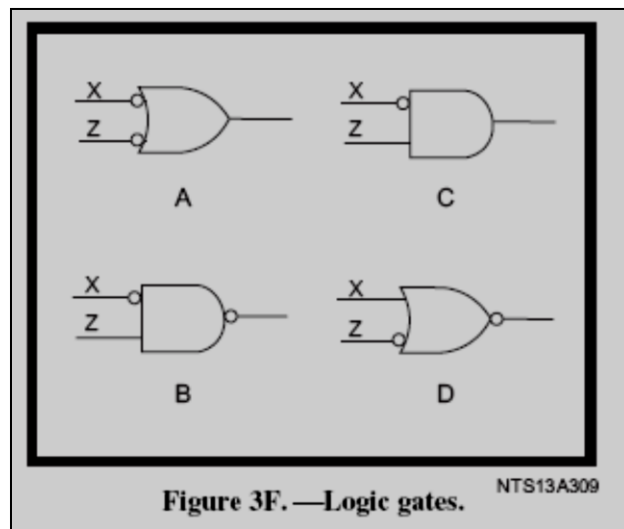 X
Z
A
X
Z
C
X
Z
B
X
Z
D
NTS13A309
Figure 3F. —Logic gates.